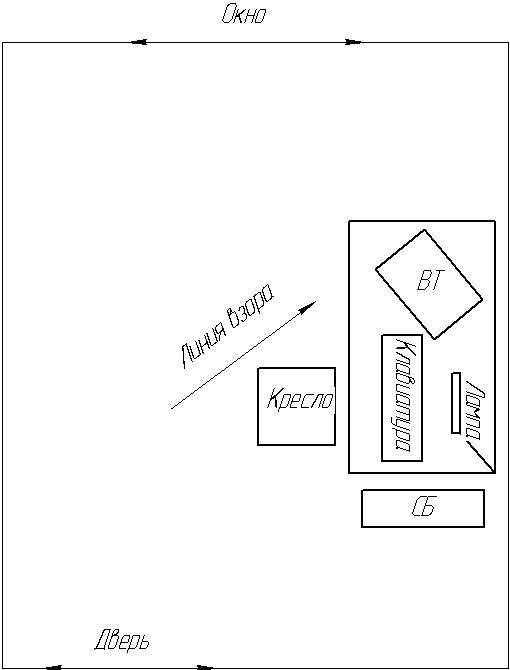 Окно
ВТ
Линия взора
Клавиатура
Лампа
Кресло
СБ
Дверь